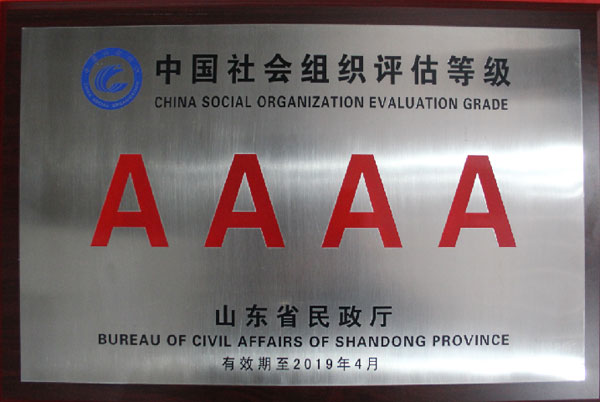 中国社会组织评估等级
CHINA SOCIAL ORGANIZATION EVALUATION GRADE
AAAA
山东省民政厅
BUREAU OF CIVIL AFFAIRS OF SHANDONG PROVINCE
有效期至2019年4月